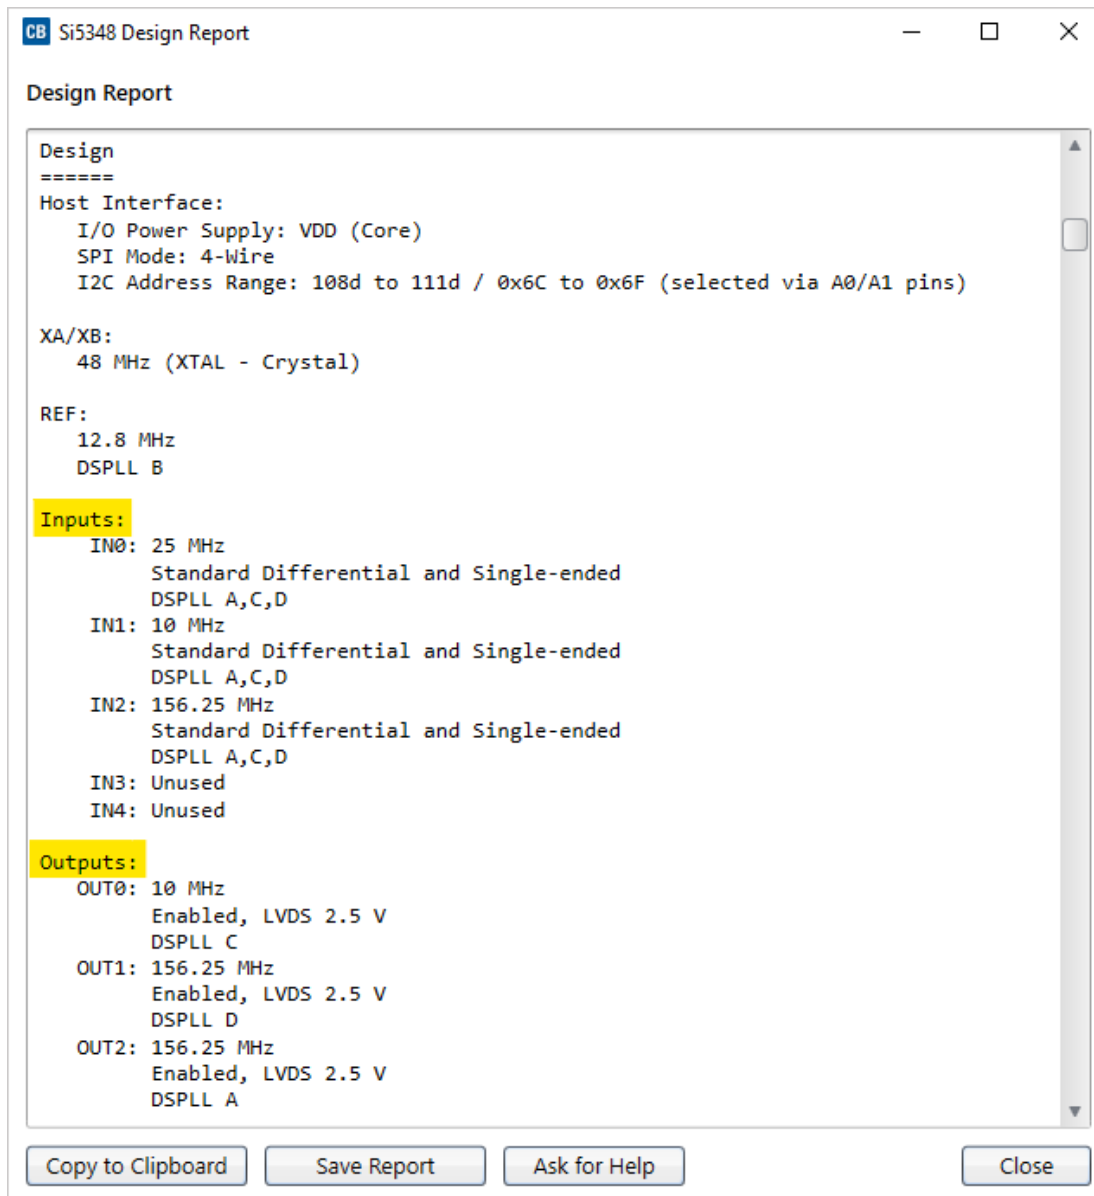 CB Si5348 Design Report
Design Report
Design
======
Host Interface:
I/O Power Supply: VDD (Core)
SPI Mode: 4-Wire
I2C Address Range: 108d to 111d / 0x6C to 0x6F (selected via A0/A1 pins)
XA/XB:
48 MHz (XTAL - Crystal)
REF:
12.8 MHz
DSPLL B
Inputs:
IN0: 25 MHz
Standard Differential and Single-ended
DSPLL A,C,D
IN1: 10 MHz
Standard Differential and Single-ended
DSPLL A,C,D
IN2: 156.25 MHz
Standard Differential and Single-ended
DSPLL A,C,D
IN3: Unused
IN4: Unused
Outputs:
OUT0: 10 MHz
Enabled, LVDS 2.5 V
DSPLL C
OUT1: 156.25 MHz
Enabled, LVDS 2.5 V
DSPLL D
OUT2: 156.25 MHz
Enabled, LVDS 2.5 V
DSPLL A
Copy to Clipboard Save Report Ask for Help Close